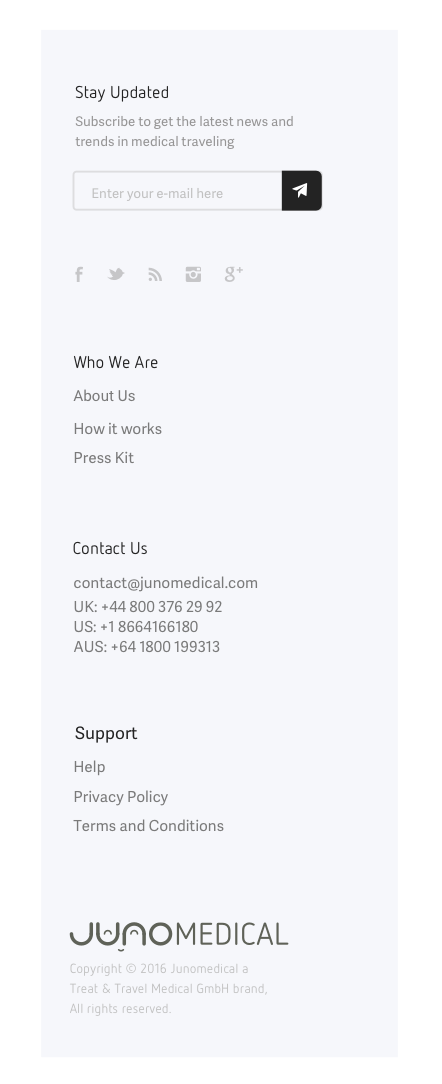 Stay Updated
Subscribe to get the latest news and
trends in medical traveling
Enter your e-mail here
Who We Are
About Us
How it works
Press Kit
Contact Us
contact@junomedical.com
UK: +44 800 376 29 92
US: +1 8664166180
AUS: +64 1800 199313
Support
Help
Privacy Policy
Terms and Conditions
JUNOMEDICAL
Copyright © 2016 Junomedical a
Treat & Travel Medical GmbH brand,
All rights reserved.